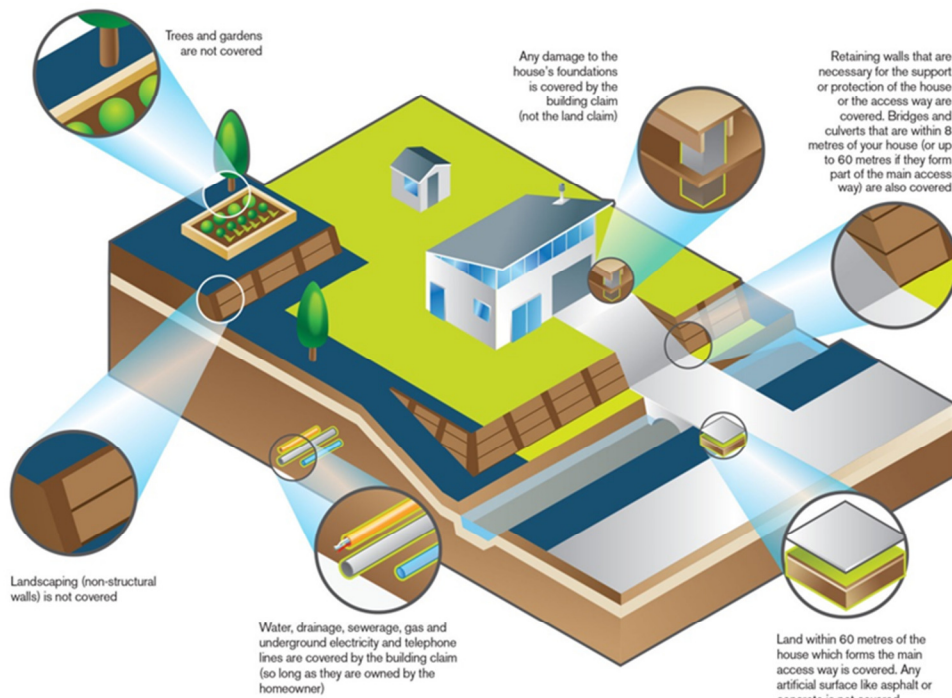 Trees and gardens
are not covered
Any damage to the
house's foundations
is covered by the
building claim
(not the land claim)
Retaining walls that are
necessary for the support
or protection of the house
or the access way are
covered. Bridges and
culverts that are within 8
metres of your house (or up
to 60 metres if they form
part of the main access
way) are also covered
Landscaping (non-structural
walls) is not covered
Water, drainage, sewerage, gas and
underground electricity and telephone
lines are covered by the building claim
(so long as they are owned by the
homeowner)
Land within 60 metres of the
house which forms the main
access way is covered. Any
artificial surface like asphalt or
concrete is not covered